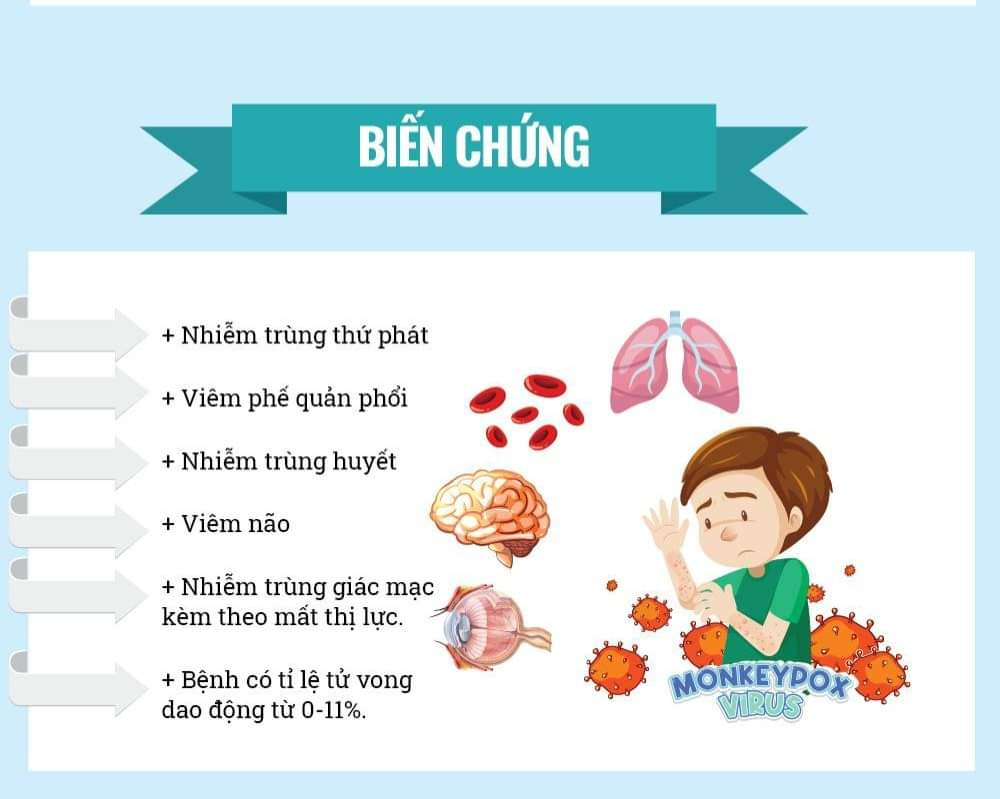 BIẾN CHỨNG
+ Nhiễm trùng thứ phát
+ Viêm phế quản phổi
+ Nhiễm trùng huyết
+ Viêm não
+ Nhiễm trùng giác mạc
kèm theo mất thị lực.
+ Bệnh có tỉ lệ tử vong
dao động từ 0-11%.
MONKEYPOX
VIRUS